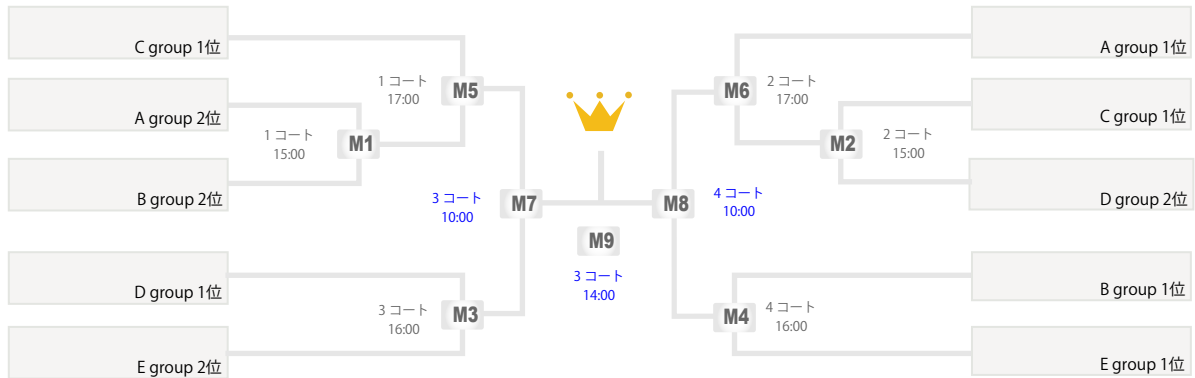 C group 1位
A group 2位
B group 2位
D group 1位
E group 2位
1 コート
17:00
M5
1 コート
15:00
M1
3 コート
10:00
M7
3 コート
16:00
M3
M9
3 コート
14:00
M6
2 コート
17:00
M2
2 コート
15:00
M8
4 コート
10:00
M4
4 コート
16:00
A group 1位
C group 1位
D group 2位
B group 1位
E group 1位